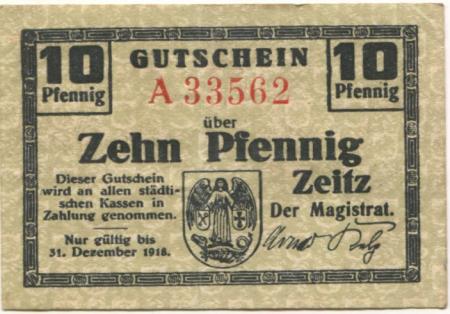 10 GUTSCHEIN 10
Pfennig A 33562 Pfennig
über
Zehn Pfennig
Dieser Gutschein
wird an allen städti-
schen Kassen in
Zahlung genommen.
Nur gültig bis
31. Dezember 1918.
Zeitz
Der Magistrat.